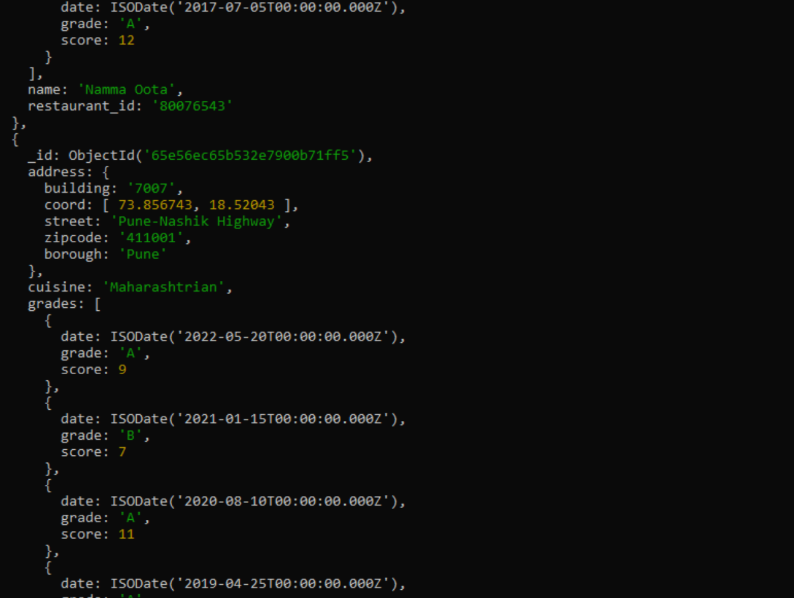 date: ISODate('2017-07-05T00:00:00.000Z'),
grade: 'A',
score: 12
}
],
name: 'Namma Oota',
restaurant_id: '80076543'
},
{
_id: ObjectId('65e56ec65b532e7900b71ff5'),
address: {
building: '7007',
coord: [ 73.856743, 18.52043 ],
street: 'Pune-Nashik Highway',
zipcode: '411001',
borough: 'Pune'
},
cuisine: 'Maharashtrian',
grades: [
{
date: ISODate('2022-05-20T00:00:00.000Z'),
grade: 'A',
score: 9
},
{
date: ISODate('2021-01-15T00:00:00.000Z'),
grade: 'B',
score: 7
},
{
date: ISODate('2020-08-10T00:00:00.000Z'),
grade: 'A',
score: 11
},
{
date: ISODate('2019-04-25T00:00:00.000Z'),